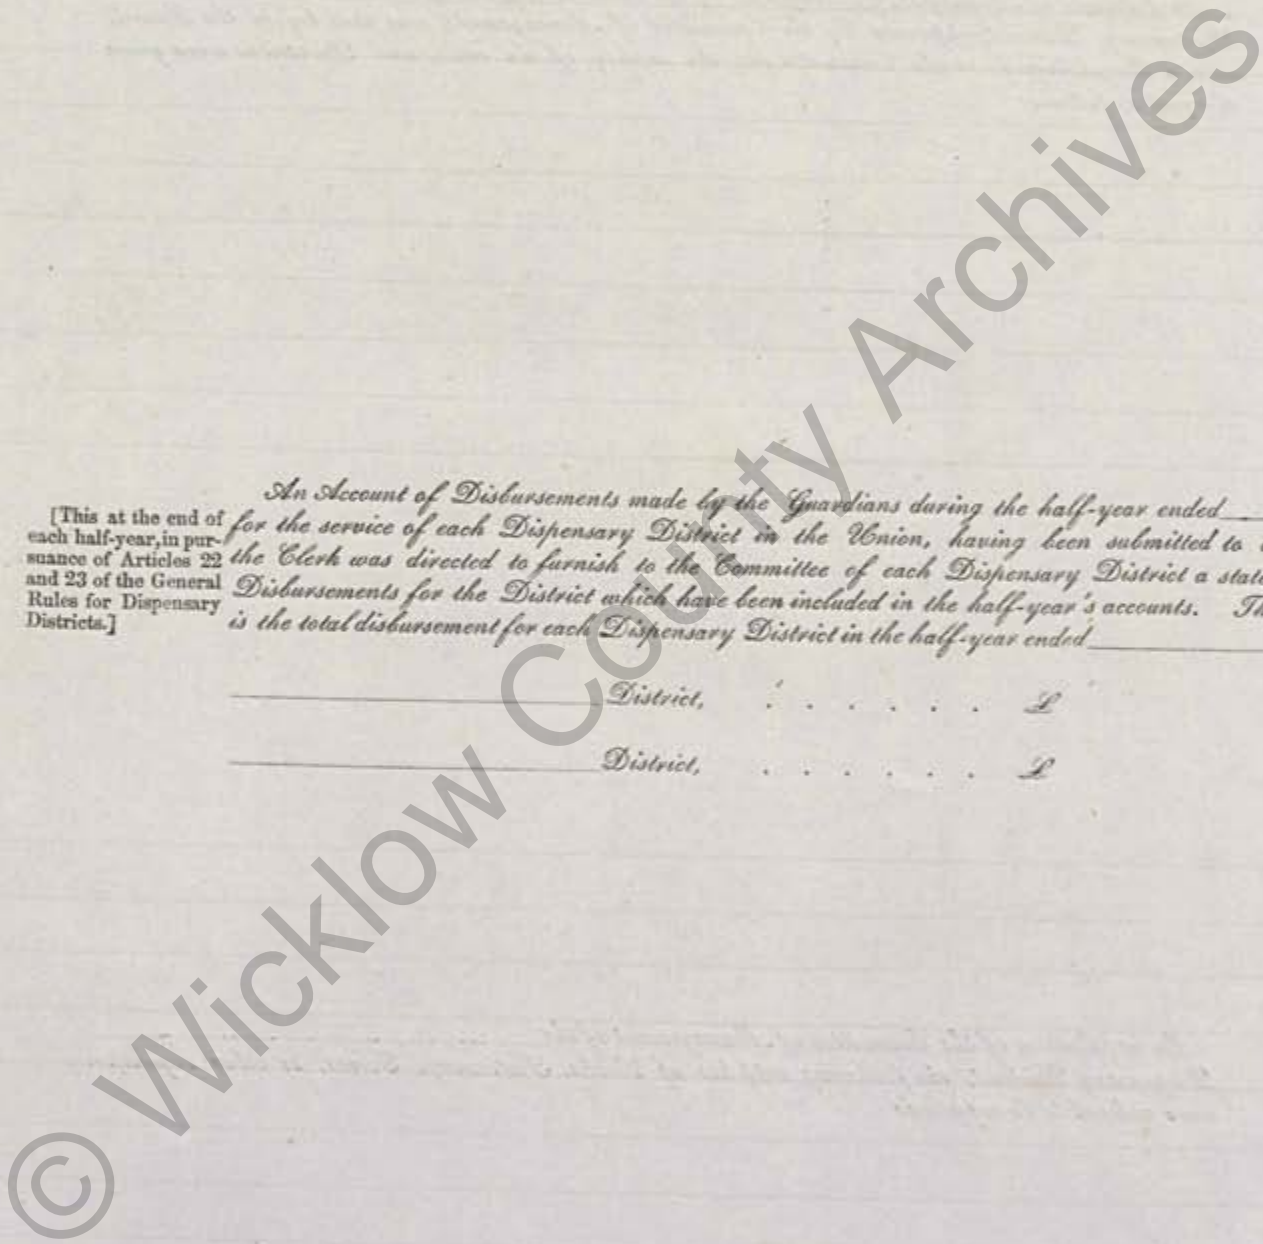 [This at the end of
each half-year, in pur-
suance of Articles 22
and 23 of the General
Rules for Dispensary
Districts.]
An Account of Disbursements made by the Guardians during the half-year ended
for the service of each Dispensary District in the Union, having been submitted to
the Clerk was directed to furnish to the Committee of each Dispensary District a state
Disbursements for the District which have been included in the half-year's accounts. Th
is the total disbursement for each Dispensary District in the half-year ended
District, . . . . . . £
District, . . . . . . £
© Wicklow County Archives